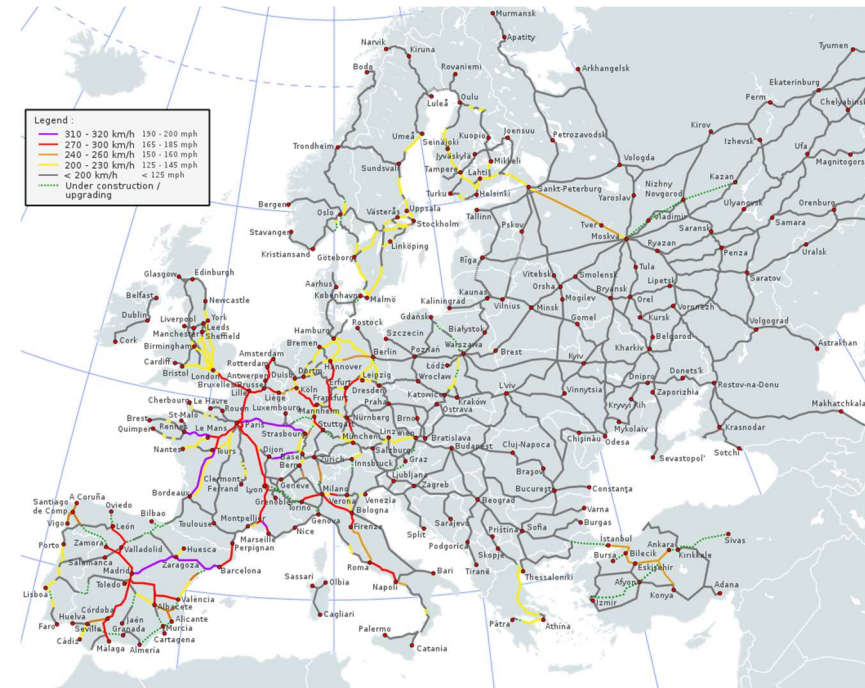 Legend :
310 - 320 km/h 190 - 200 mph
270 - 300 km/h 165 - 185 mph
240 - 260 km/h 150 - 160 mph
200 - 230 km/h 125 - 145 mph
< 200 km/h < 125 mph
Under construction /
upgrading
Murmansk
Apatity
Narvik
Kiruna
Bodø
Rovaniemi
Arkhangelsk
Tyumen
Ekaterinburg
Perm
Chelyabinsk
Luleå
Oulu
Umeå
Kuopio
Joensuu
Seinäjoki
Jyväskylä
Mikkeli
Petrozavodsk
Kirov
Izhevsk
Ufa
Magnitogorsk
Trondheim
Sundsvall
Tampere
Lahti
Turku
Helsinki
Sankt-Peterburg
Vologda
Yaroslav
Nizhny
Novgorod
Kazan
Ulyanovsk
Orenburg
Bergen
Oslo
Västerås
Uppsala
Stockholm
Tallinn
Pskov
Tver
Moskva
Vladimir
Saransk
Samara
Stavanger
Kristiansand
Göteborg
Linköping
Rīga
Ryazan
Penza
Uralsk
Glasgow
Edinburgh
Aarhus
København
Malmö
Kaunas
Kaliningrad
Vilnius
Vitebsk
Orsha
Smolensk
Mogilev
Minsk
Tula
Bryansk
Orel
Lipetsk
Saratov
Belfast
Newcastle
Dublin
Cork
Liverpool
York
Leeds
Manchester
Sheffield
Birmingham
Cardiff
Bristol
London
Rostock
Hamburg
Bremen
Szczecin
Gdańsk
Białystok
Gomel
Kursk
Voronezh
Belgorod
Volgograd
Astrakhan
Amsterdam
Rotterdam
Antwerpen
Duisb
Dortm
Hannover
Berlin
Poznań
Warszawa
Brest
Łódź
Kyiv
Kharkiv
Bruxelles
Brussel
Lille
Liège
Köln
Erfurt
Leipzig
Dresden
Wrocław
Katowice
Kraków
Ostrava
L'viv
Vinnytsia
Dnipro
Donets'k
Zaporizhia
Rostov-na-Donu
Cherbourg
Le Havre
Rouen
Luxembourg
Frankfurt
Mannheim
Praha
Nürnberg
Brno
Kryvyi Rih
Mykolaiv
Makhachkala
Brest
St-Malo
Rennes
Quimper
Le Mans
Paris
Strasbourg
Stuttgart
München
Linz
Wien
Bratislava
Budapest
Cluj-Napoca
Chişinău
Odesa
Krasnodar
Nantes
Tours
Dijon
Basel
Bern
Zürich
Innsbruck
Salzburg
Graz
Sevastopol'
Sotchi
Clermont
Ferrand
Lyon
Geneve
Milano
Verona
Venezia
Ljubljana
Zagreb
Braşov
Bucureşti
Constanţa
Bordeaux
Grenoble
Torino
Bologna
Beograd
Varna
Burgas
Santiago
de Comp.
A Coruña
Oviedo
Vigo
León
Bilbao
Toulouse
Montpellier
Marseille
Nice
Genova
Firenze
Split
Sarajevo
Pristina
Sofia
Podgorica
Skopje
Tiranë
İstanbul
Ankara
Sivas
Bursa
Bilecik
Kırıkkale
Porto
Zamora
Valladolid
Salamanca
Huesca
Zaragoza
Perpignan
Barcelona
Roma
Bari
Napoli
Thessaloniki
Eskişehir
Afyon
Konya
Adana
Izmir
Madrid
Toledo
Lisboa
València
Albacete
Alicante
Murcia
Cartagena
Sassari
Olbia
Cagliari
Pátra
Athína
Faro
Huelva
Córdoba
Sevilla
Jaén
Granada
Cádiz
Málaga
Almería
Palermo
Catania